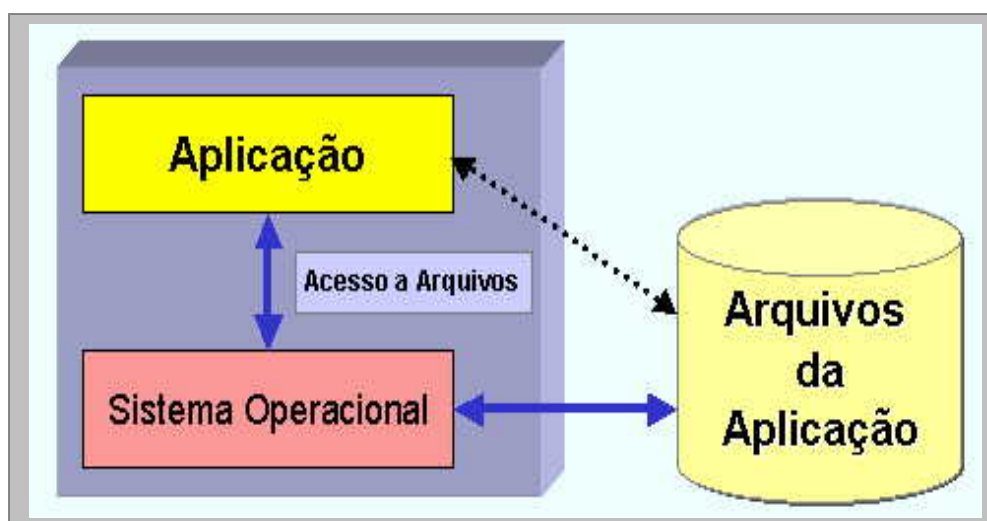 Aplicação
Acesso a Arquivos
Sistema Operacional
Arquivos
da
Aplicação